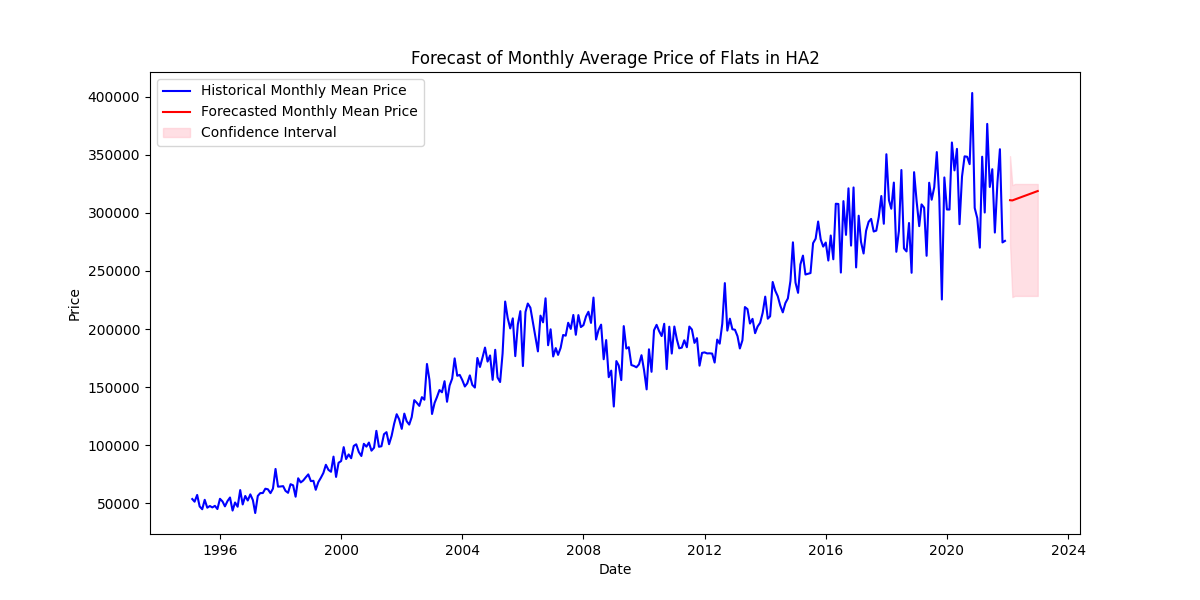 Forecast of Monthly Average Price of Flats in HA2
Historical Monthly Mean Price
Forecasted Monthly Mean Price
Confidence Interval
400000
350000
300000
250000
200000
150000
100000
50000
Price
1996 2000 2004 2008 2012 2016 2020 2024
Date